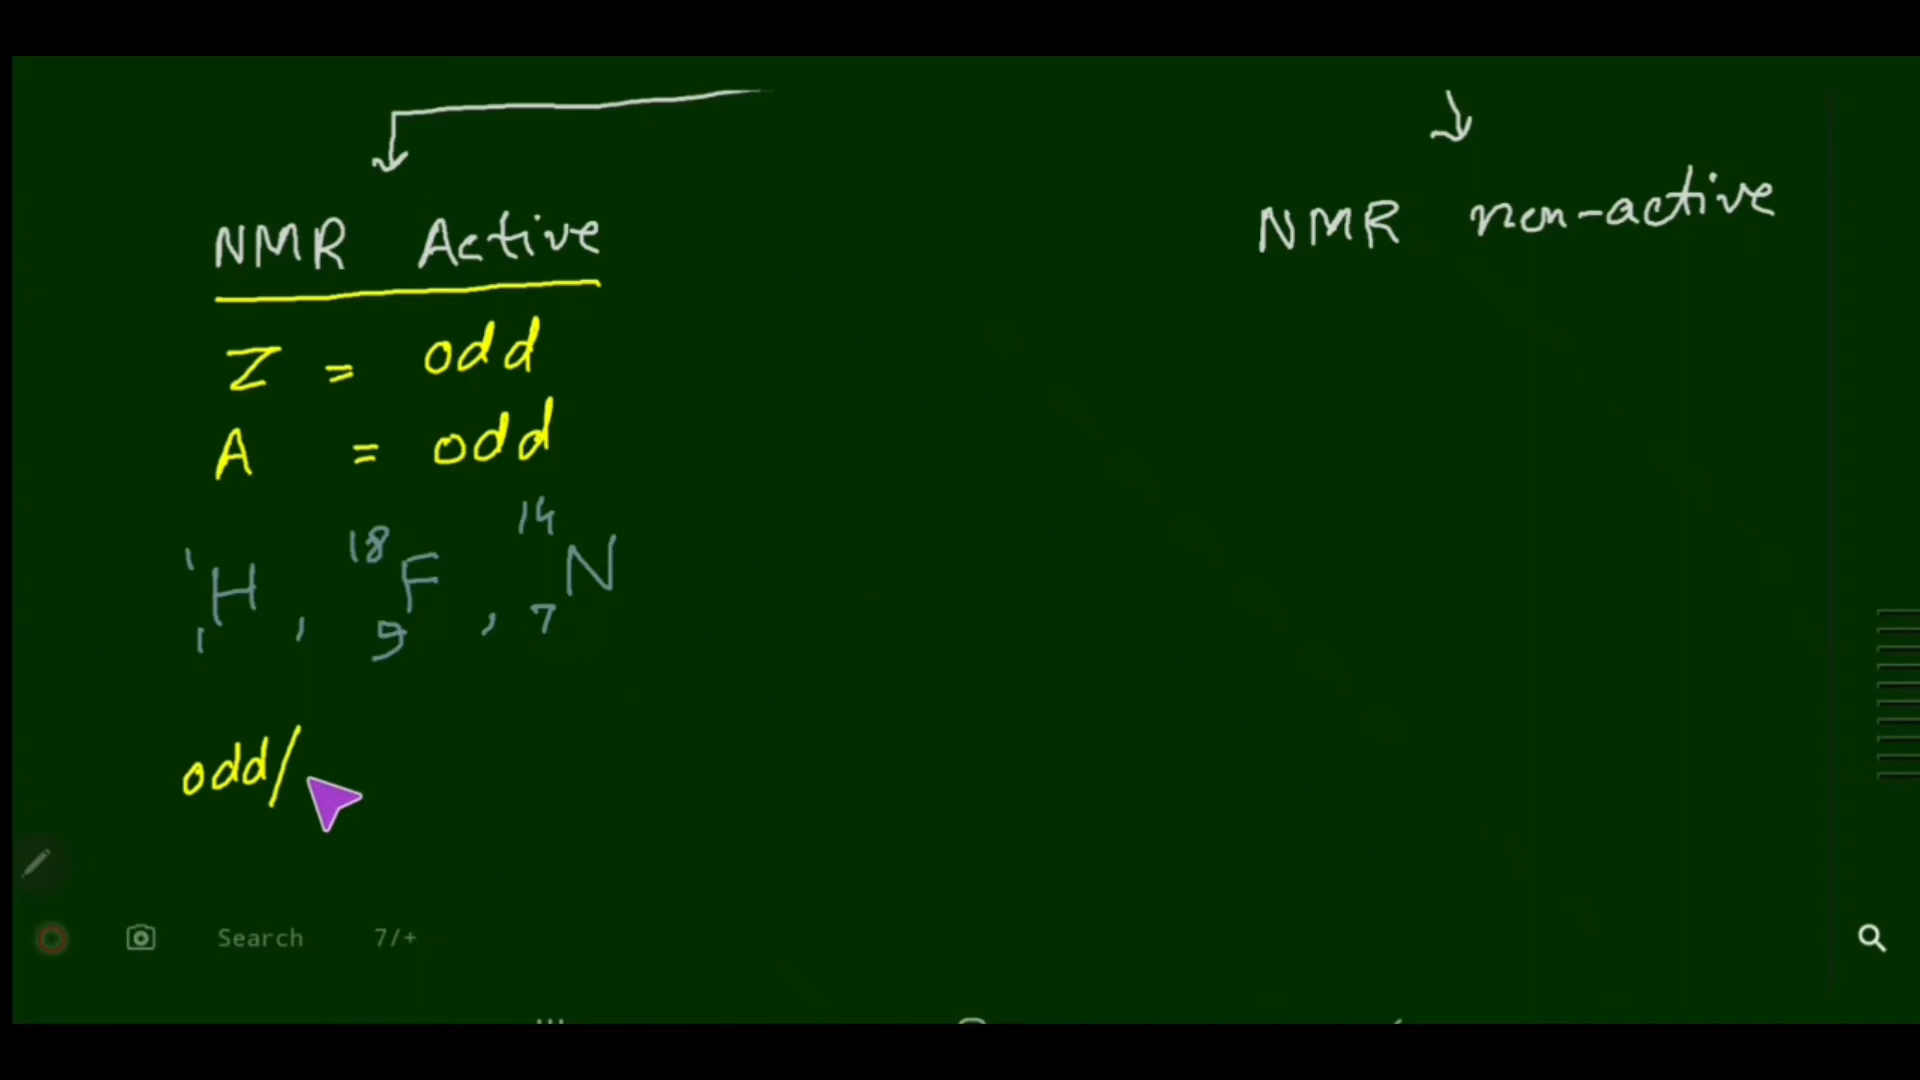 NMR Active
NMR non-active
Z = odd
A = odd
¹₁H , ¹⁸₉F , ¹⁴₇N
odd/
Search 7/+